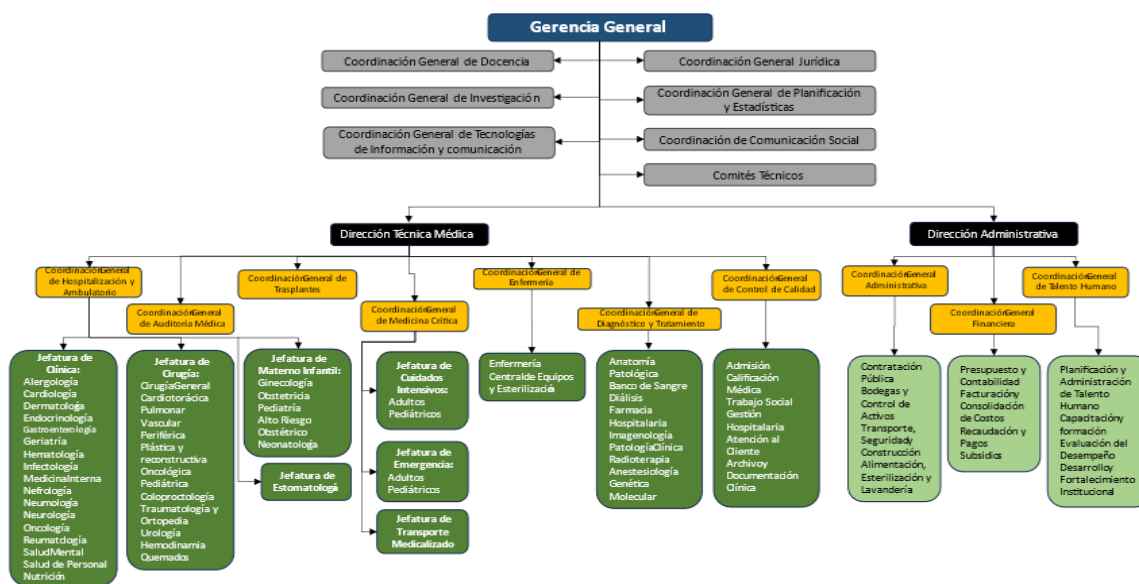 Gerencia General
Coordinación General de Docencia
Coordinación General Jurídica
Coordinación General de Investigación
Coordinación General de Planificación
y Estadísticas
Coordinación General de Tecnologías
de Información y comunicación
Coordinación de Comunicación Social
Comités Técnicos
Dirección Técnica Médica
Dirección Administrativa
Coordinación General
de Hospitalización y
Ambulatorio
Coordinación General
de Auditoría Médica
Coordinación General de
Trasplantes
Coordinación General
de Medicina Crítica
Coordinación General de
Enfermería
Coordinación General de
Diagnóstico y Tratamiento
Coordinación General
de Control de Calidad
Coordinación General
Administrativa
Coordinación General
Financiera
Coordinación General
de Talento Humano
Jefatura de
Clínica:
Alergología
Cardiología
Dermatología
Endocrinología
Gastroenterología
Geriatría
Hematología
Infectología
Medicina Interna
Nefrología
Neumología
Neurología
Oncología
Reumatología
Salud Mental
Salud de Personal
Nutrición
Jefatura de
Cirugía:
Cirugía General
Cardiotorácica
Pulmonar
Vascular
Periférica
Plástica y
reconstructiva
Oncológica
Pediátrica
Coloproctología
Traumatología y
Ortopedia
Urología
Hemodinamia
Quemados
Jefatura de
Materno Infantil:
Ginecología
Obstetricia
Pediatría
Alto Riesgo
Obstétrico
Neonatología
Jefatura de
Estomatología
Jefatura de
Cuidados
Intensivos:
Adultos
Pediátricos
Jefatura de
Emergencia:
Adultos
Pediátricos
Jefatura de
Transporte
Medicalizado
Enfermería
Central de Equipos
y Esterilización
Anatomía
Patológica
Banco de Sangre
Diálisis
Farmacia
Hospitalaria
Imagenología
Patología Clínica
Radioterapia
Anestesiología
Genética
Molecular
Admisión
Calificación
Médica
Trabajo Social
Gestión
Hospitalaria
Atención al
Cliente
Archivo y
Documentación
Clínica
Contratación
Pública
Bodegas y
Control de
Activos
Transporte,
Seguridad y
Construcción
Alimentación,
Esterilización y
Lavandería
Presupuesto y
Contabilidad
Facturación y
Consolidación
de Costos
Recaudación y
Pagos
Subsidios
Planificación y
Administración
de Talento
Humano
Capacitación y
formación
Evaluación del
Desempeño
Desarrollo y
Fortalecimiento
Institucional